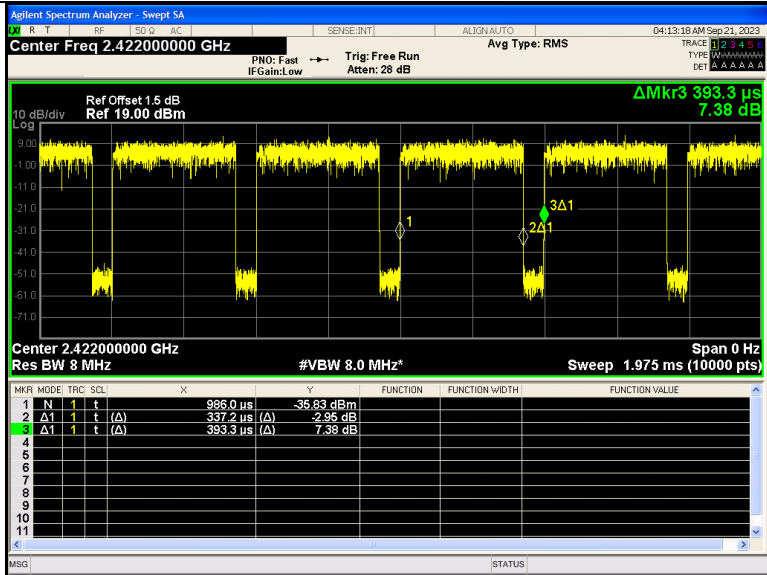 Agilent Spectrum Analyzer - Swept SA
LXI R T RF 50 Ω AC SENSE:INT ALIGN AUTO 04:13:18 AM Sep 21, 2023
Center Freq 2.422000000 GHz Avg Type: RMS TRACE 1 2 3 4 5 6
PNO: Fast Trig: Free Run TYPE WWWWWW
IFGain:Low Atten: 28 dB DET A A A A A A
ΔMkr3 393.3 µs
7.38 dB
Ref Offset 1.5 dB
10 dB/div Ref 19.00 dBm
Log
9.00
-1.00
-11.0
-21.0
3Δ1
1
2Δ1
-31.0
-41.0
-51.0
-61.0
-71.0
Center 2.422000000 GHz Span 0 Hz
Res BW 8 MHz #VBW 8.0 MHz* Sweep 1.975 ms (10000 pts)
MKR MODE TRC SCL X Y FUNCTION FUNCTION WIDTH FUNCTION VALUE
1 N 1 t 986.0 µs -35.83 dBm
2 Δ1 1 t (Δ) 337.2 µs (Δ) -2.95 dB
3 Δ1 1 t (Δ) 393.3 µs (Δ) 7.38 dB
4
5
6
7
8
9
10
11
MSG STATUS